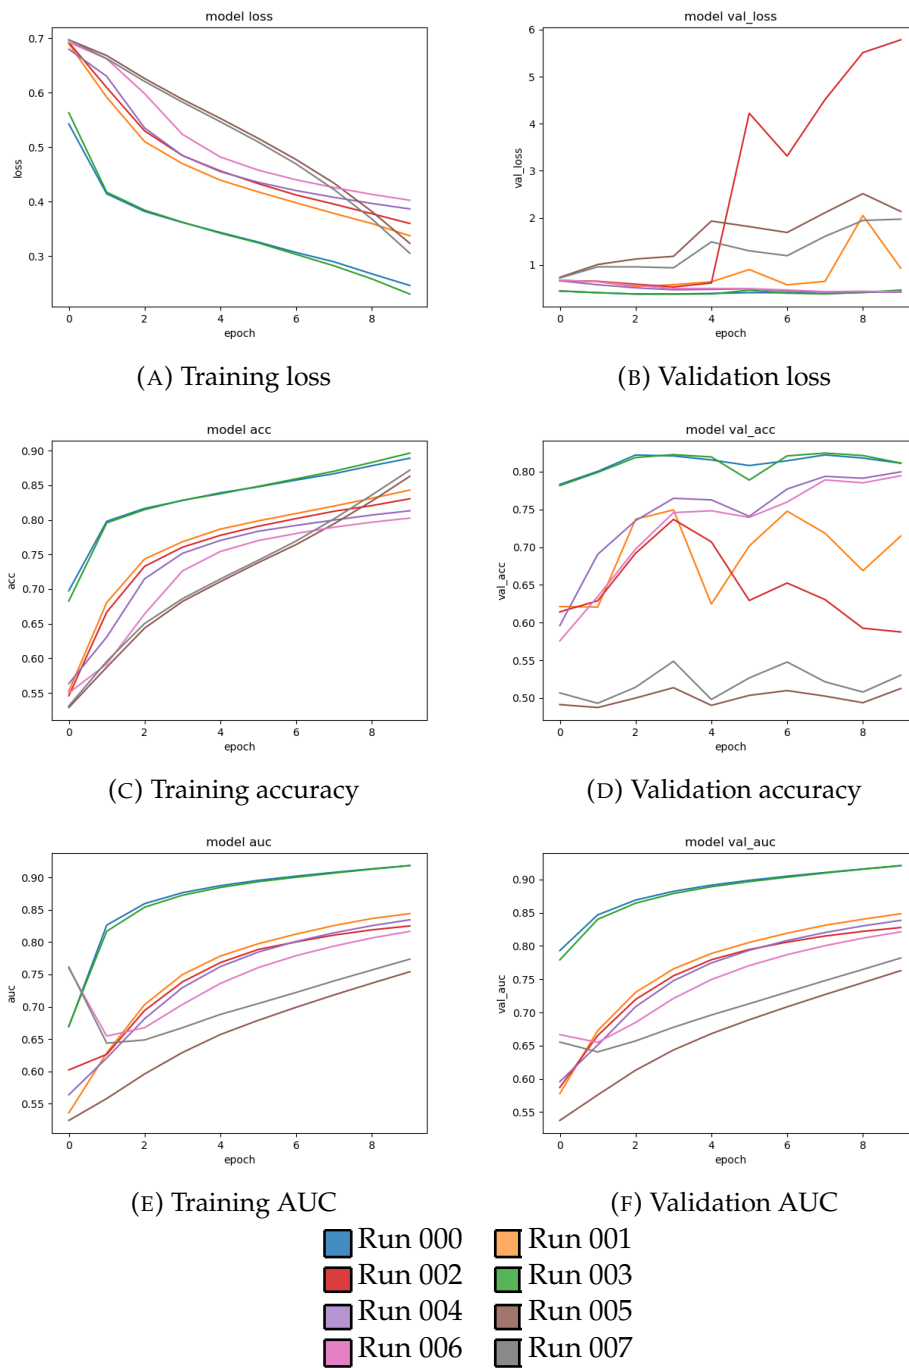 model loss
0.7
0.6
0.5
0.4
0.3
loss
0 2 4 6 8
epoch
(A) Training loss
model val_loss
6
5
4
3
2
1
val_loss
0 2 4 6 8
epoch
(B) Validation loss
model acc
0.90
0.85
0.80
0.75
0.70
0.65
0.60
0.55
acc
0 2 4 6 8
epoch
(C) Training accuracy
model val_acc
0.80
0.75
0.70
0.65
0.60
0.55
0.50
val_acc
0 2 4 6 8
epoch
(D) Validation accuracy
model auc
0.90
0.85
0.80
0.75
0.70
0.65
0.60
0.55
auc
0 2 4 6 8
epoch
(E) Training AUC
model val_auc
0.90
0.85
0.80
0.75
0.70
0.65
0.60
0.55
val_auc
0 2 4 6 8
epoch
(F) Validation AUC
Run 000 Run 001
Run 002 Run 003
Run 004 Run 005
Run 006 Run 007